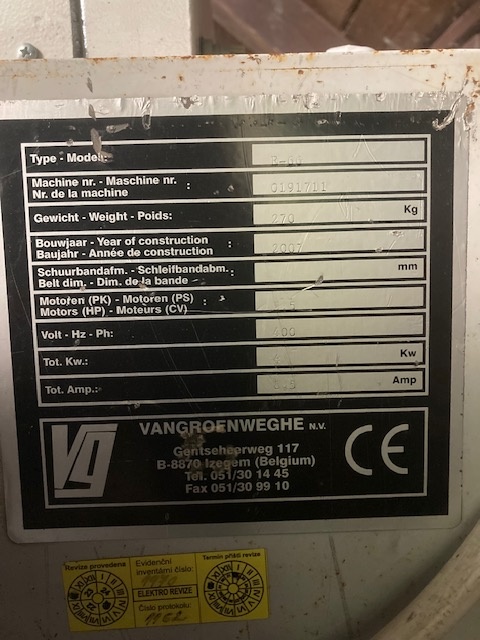 Type - Model:
Machine nr. - Maschine nr. : 0191711
Nr. de la machine
Gewicht - Weight - Poids: 270 Kg
Bouwjaar - Year of construction : 2007
Baujahr - Année de construction
Schuurbandafm. - Schleifbandabm. : mm
Belt dim. - Dim. de la bande
Motoren (PK) - Motoren (PS) :
Motors (HP) - Moteurs (CV)
Volt - Hz - Ph: 400
Tot. Kw.: Kw
Tot. Amp.: Amp
Vg
VANGROENWEGHE N.V.
Gentseheerweg 117
B-8870 Izegem (Belgium)
Tel. 051/30 14 45
Fax 051/30 99 10
CE
Revize provedena
Evidenční
inventární číslo:
ELEKTRO REVIZE
Číslo protokolu:
Termín příští revize